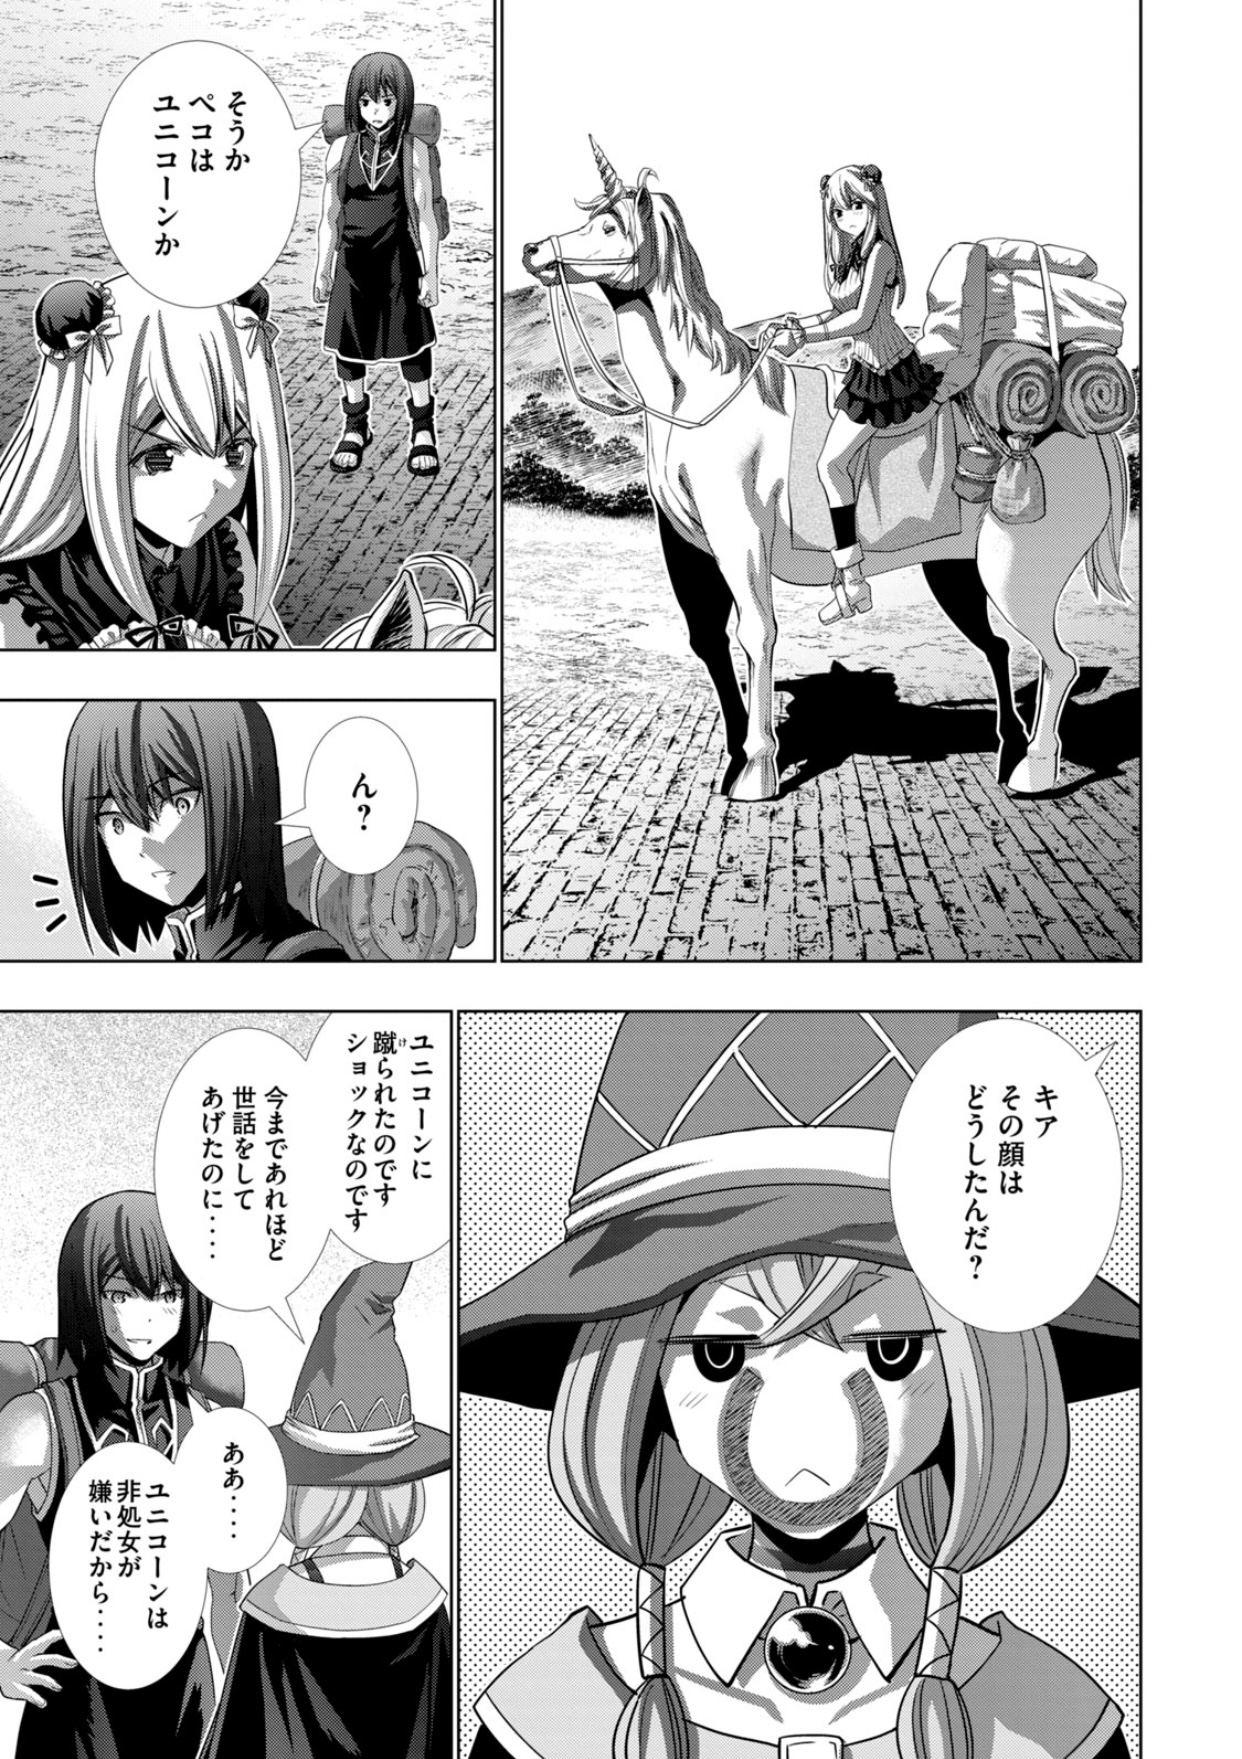 そうか
ペコは
ユニコーンか
ん?
キア
その顔は
どうしたんだ?
ユニコーンに
蹴られたのです
け
ショックなのです
今まであれほど
世話をして
あげたのに‥‥
ああ‥‥
ユニコーンは
非処女が
嫌いだから‥‥